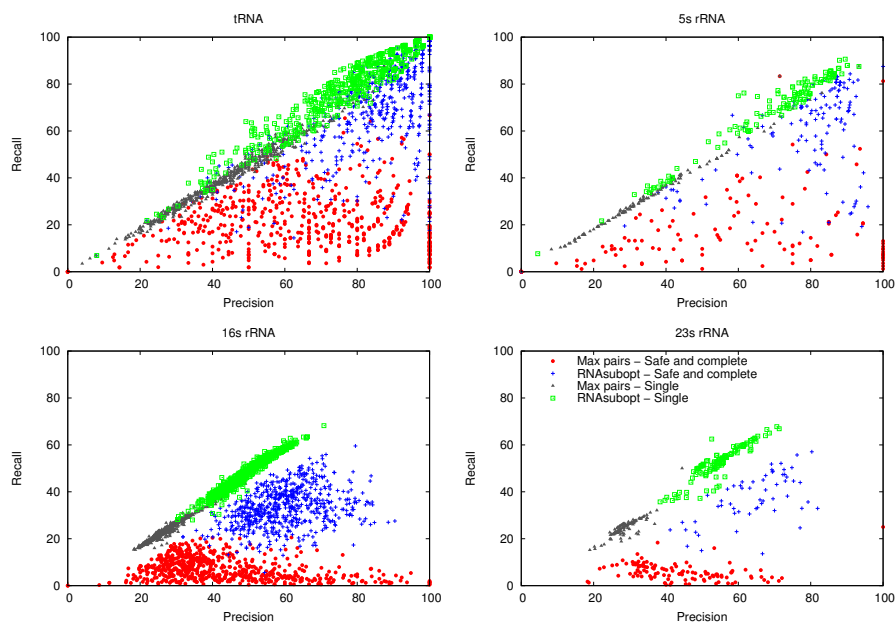 tRNA
100
80
60
40
20
0
Recall
0 20 40 60 80 100
Precision
5s rRNA
100
80
60
40
20
0
Recall
0 20 40 60 80 100
Precision
16s rRNA
100
80
60
40
20
0
Recall
0 20 40 60 80 100
Precision
23s rRNA
Max pairs − Safe and complete
RNAsubopt − Safe and complete
Max pairs − Single
RNAsubopt − Single
100
80
60
40
20
0
Recall
0 20 40 60 80 100
Precision